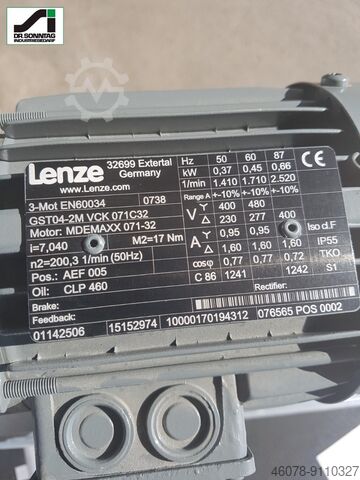 DR.SONNTAG
INDUSTRIEBEDARF
Lenze
32699 Extertal
Germany
www.Lenze.com
Hz 50 60 87
kW 0,37 0,45 0,66
1/min 1.410 1.710 2.520
Range A +-10% +-10% +-10%
3-Mot EN60034 0738
GST04-2M VCK 071C32
Motor: MDEMAXX 071-32
i=7,040 M2=17 Nm
n2=200,3 1/min (50Hz)
Pos.: AEF 005
Oil: CLP 460
Brake:
Feedback:
V 400 480
230 277 400
A 0,95 0,95
1,60 1,60 1,60
cosφ 0,77 0,77 0,72
C 86 1241 1242
Iso cl.F
IP55
TKO
S1
Rectifier:
01142506 15152974 10000170194312 076565 POS 0002
46078-9110327